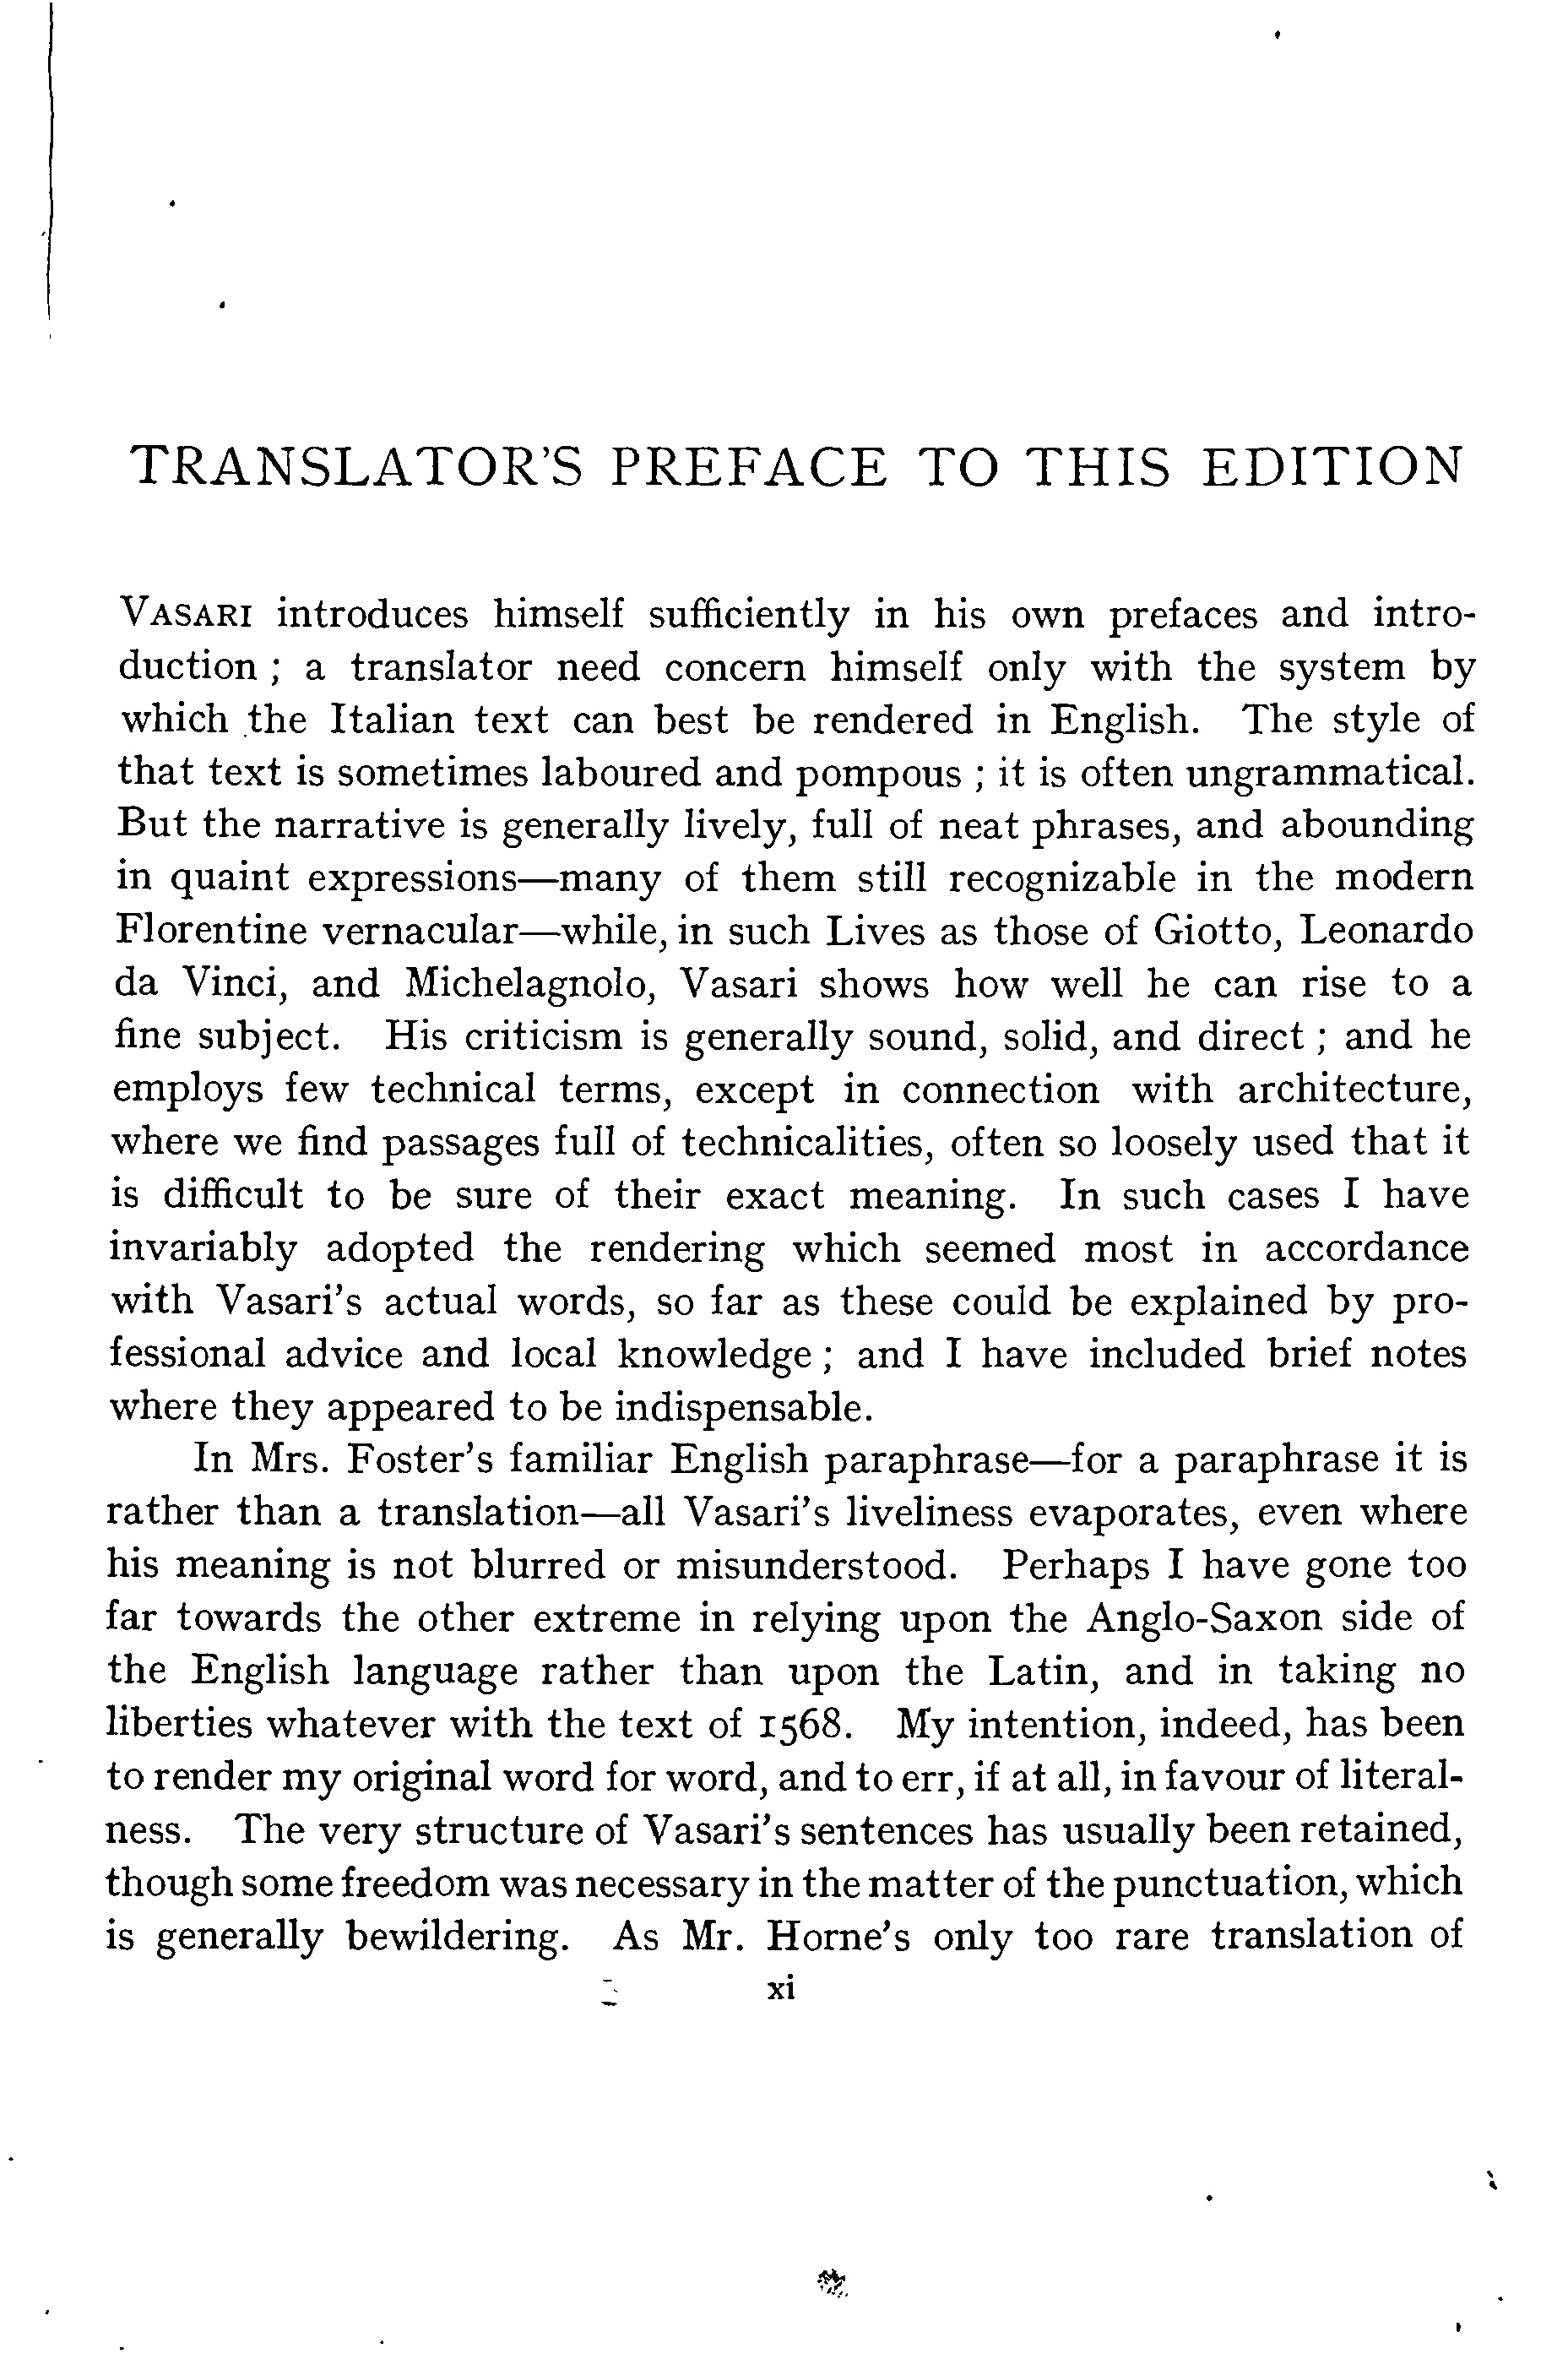 TRANSLATOR'S PREFACE TO THIS EDITION
VASARI introduces himself sufficiently in his own prefaces and intro-
duction ; a translator need concern himself only with the system by
which the Italian text can best be rendered in English. The style of
that text is sometimes laboured and pompous ; it is often ungrammatical.
But the narrative is generally lively, full of neat phrases, and abounding
in quaint expressions—many of them still recognizable in the modern
Florentine vernacular—while, in such Lives as those of Giotto, Leonardo
da Vinci, and Michelagnolo, Vasari shows how well he can rise to a
fine subject. His criticism is generally sound, solid, and direct ; and he
employs few technical terms, except in connection with architecture,
where we find passages full of technicalities, often so loosely used that it
is difficult to be sure of their exact meaning. In such cases I have
invariably adopted the rendering which seemed most in accordance
with Vasari's actual words, so far as these could be explained by pro-
fessional advice and local knowledge ; and I have included brief notes
where they appeared to be indispensable.
In Mrs. Foster's familiar English paraphrase—for a paraphrase it is
rather than a translation—all Vasari's liveliness evaporates, even where
his meaning is not blurred or misunderstood. Perhaps I have gone too
far towards the other extreme in relying upon the Anglo-Saxon side of
the English language rather than upon the Latin, and in taking no
liberties whatever with the text of 1568. My intention, indeed, has been
to render my original word for word, and to err, if at all, in favour of literal-
ness. The very structure of Vasari's sentences has usually been retained,
though some freedom was necessary in the matter of the punctuation, which
is generally bewildering. As Mr. Horne's only too rare translation of
xi